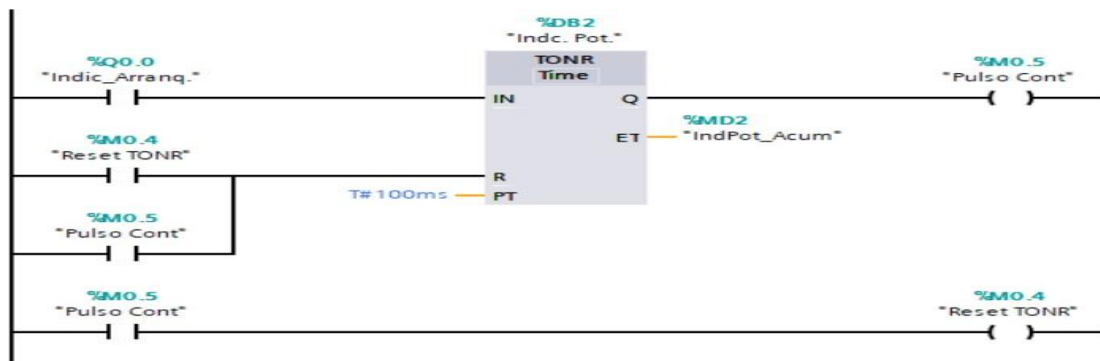 %DB2
"Indc. Pot."
%Q0.0
TONR
%M0.5
"Indic_Arranq."
Time
"Pulso Cont"
IN
Q
%MD2
%M0.4
ET
"IndPot_Acum"
"Reset TONR"
R
T#100ms
PT
%M0.5
"Pulso Cont"
%M0.5
%M0.4
"Pulso Cont"
"Reset TONR"